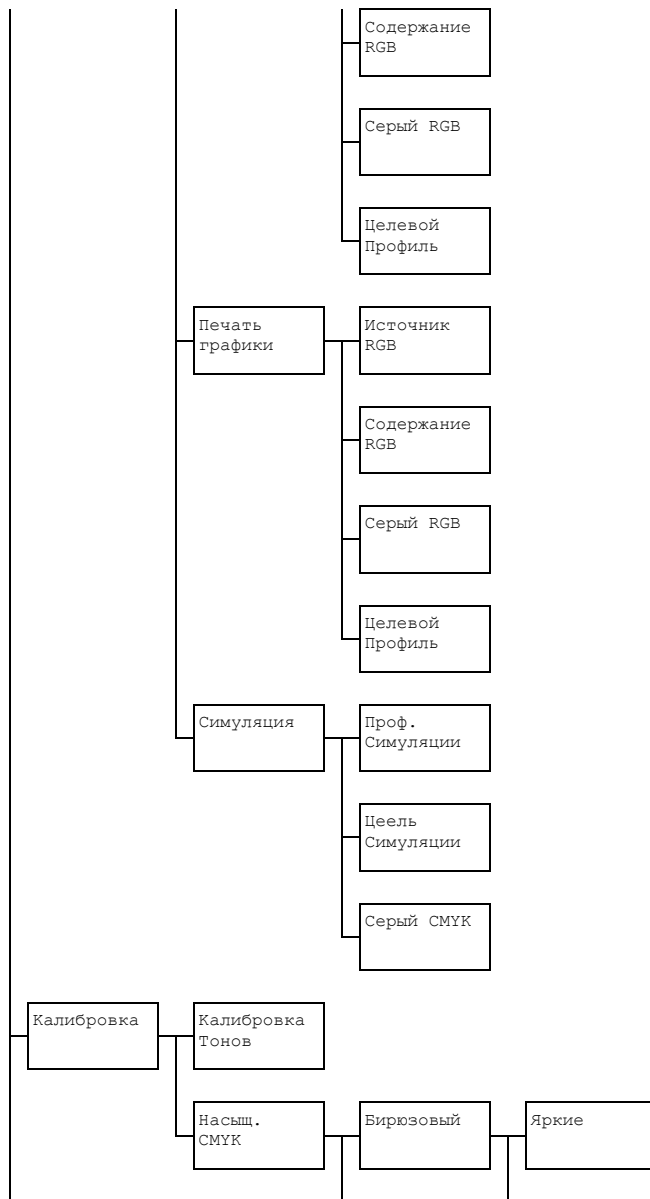 Содержание
RGB
Серый RGB
Целевой
Профиль
Печать
графики
Источник
RGB
Содержание
RGB
Серый RGB
Целевой
Профиль
Симуляция
Проф.
Симуляции
Цеель
Симуляции
Серый CMYK
Калибровка
Калибровка
Тонов
Насыщ.
CMYK
Бирюзовый
Яркие